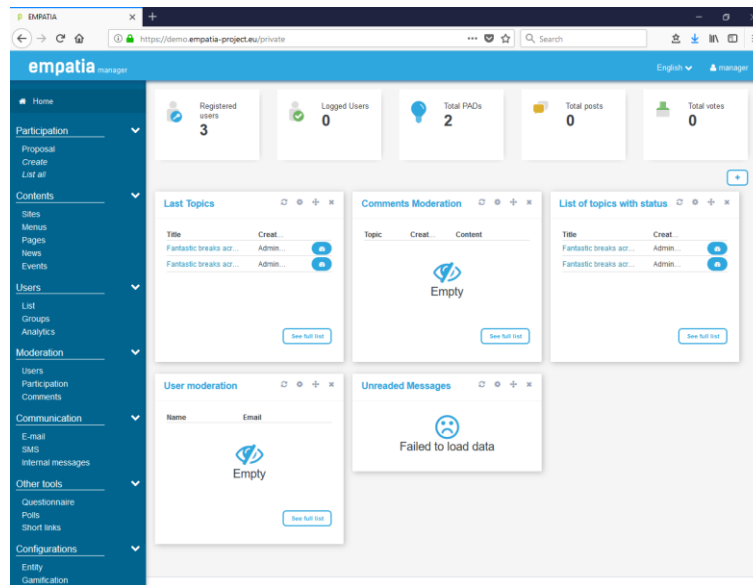 EMPATIA
https://demo.empatia-project.eu/private
Search
empatia manager
English
manager
Home
Participation
Proposal
Create
List all
Contents
Sites
Menus
Pages
News
Events
Users
List
Groups
Analytics
Moderation
Users
Participation
Comments
Communication
E-mail
SMS
Internal messages
Other tools
Questionnaire
Polls
Short links
Configurations
Entity
Gamification
Registered users
3
Logged Users
0
Total PADs
2
Total posts
0
Total votes
0
Last Topics
Title Creat...
Fantastic breaks acr... Admin...
Fantastic breaks acr... Admin...
See full list
Comments Moderation
Topic Creat... Content
Empty
See full list
List of topics with status
Title Creat...
Fantastic breaks acr... Admin...
Fantastic breaks acr... Admin...
See full list
User moderation
Name Email
Empty
See full list
Unreaded Messages
Failed to load data